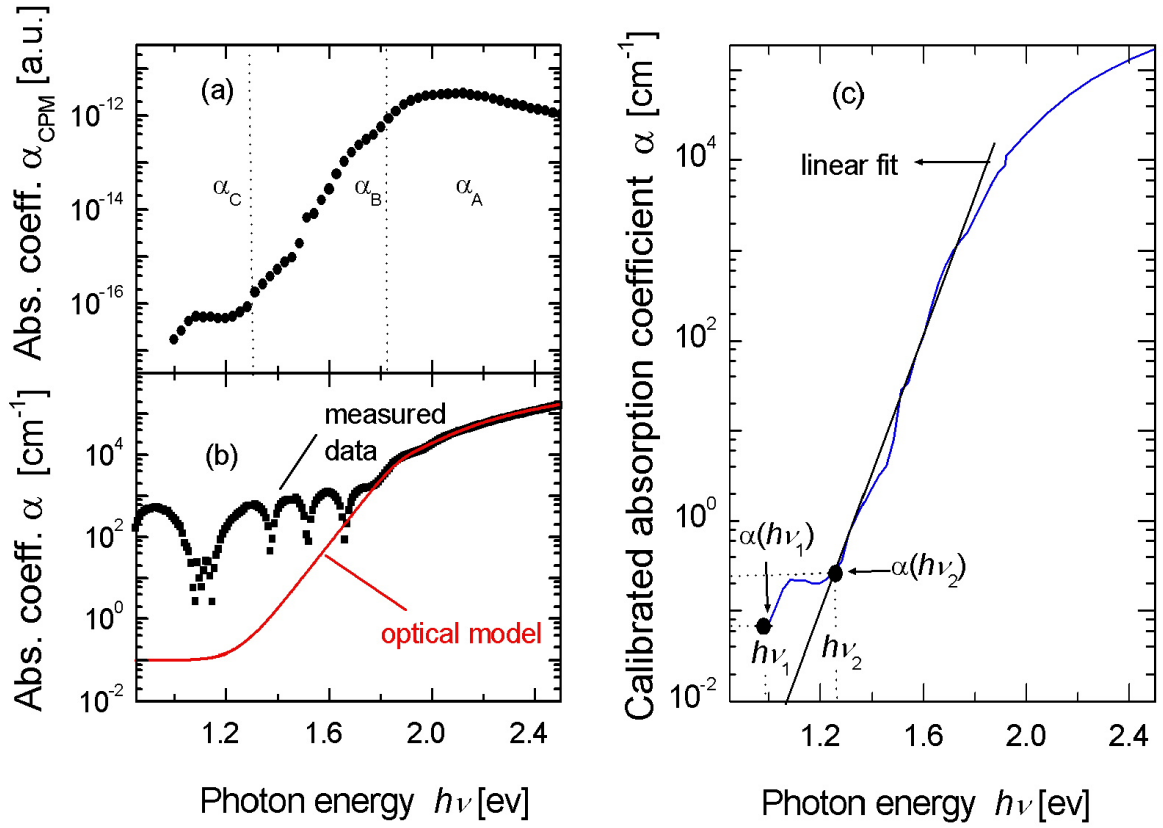 Abs. coeff. α_CPM [a.u.]
10^-12
10^-14
10^-16
(a)
α_C
α_B
α_A
Abs. coeff. α [cm^-1]
10^4
10^2
10^0
10^-2
(b)
measured
data
optical model
1.2
1.6
2.0
2.4
Photon energy hν [ev]
Calibrated absorption coefficient α [cm^-1]
10^4
10^2
10^0
10^-2
(c)
linear fit
α(hν_1)
α(hν_2)
hν_1
hν_2
1.2
1.6
2.0
2.4
Photon energy hν [ev]